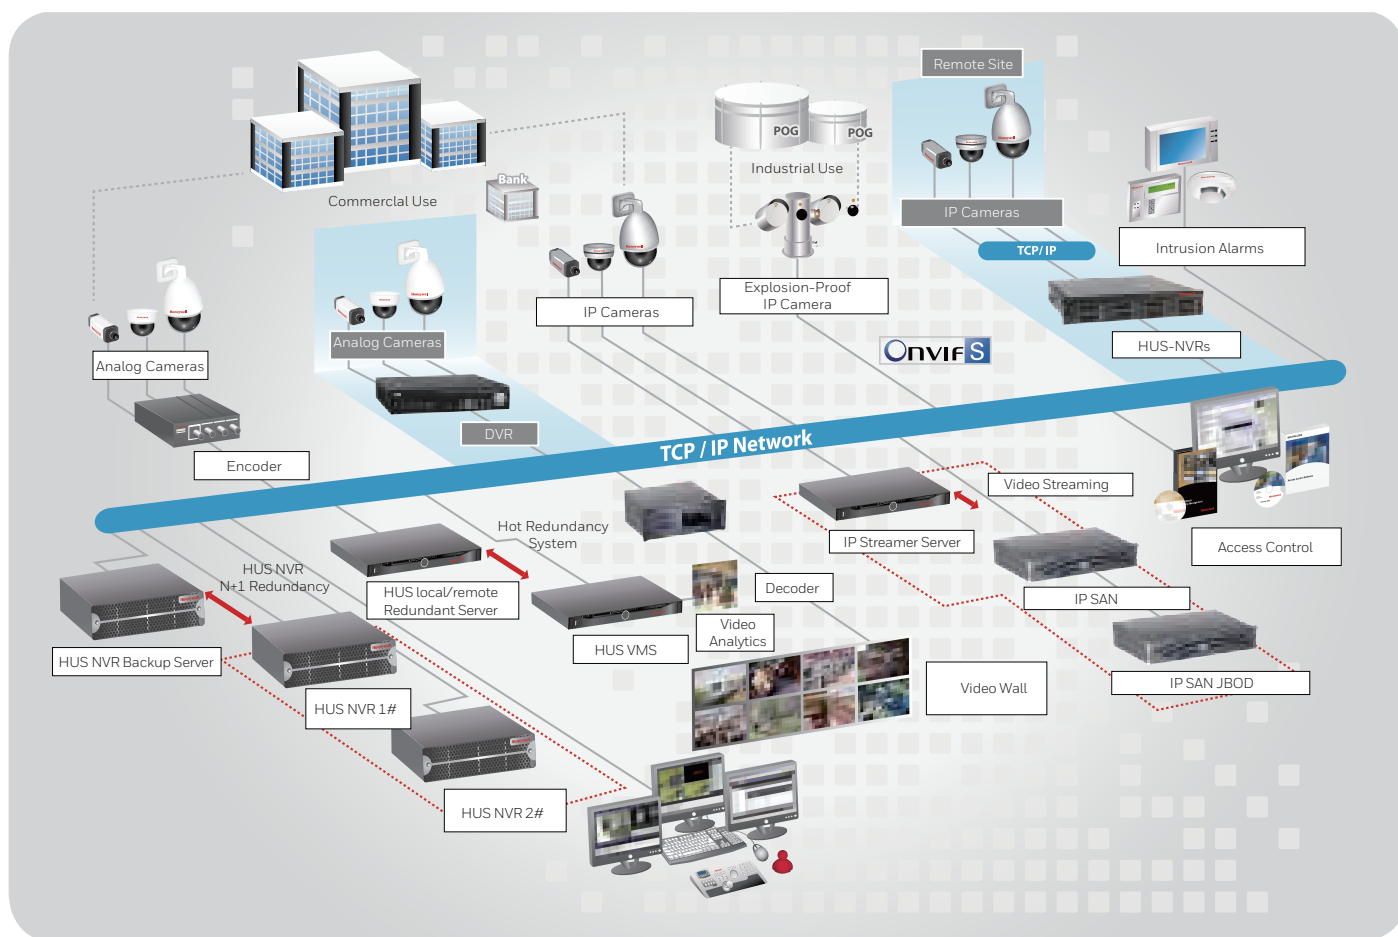 Remote Site
POG
POG
Industrial Use
Bank
Commercial Use
IP Cameras
TCP/ IP
Intrusion Alarms
Explosion-Proof
IP Camera
IP Cameras
Analog Cameras
Analog Cameras
ONVIF S
HUS-NVRs
DVR
TCP / IP Network
Encoder
Video Streaming
Hot Redundancy
System
IP Streamer Server
Access Control
HUS NVR
N+1 Redundancy
HUS local/remote
Redundant Server
Decoder
IP SAN
Video
Analytics
HUS VMS
HUS NVR Backup Server
IP SAN JBOD
Video Wall
HUS NVR 1#
HUS NVR 2#